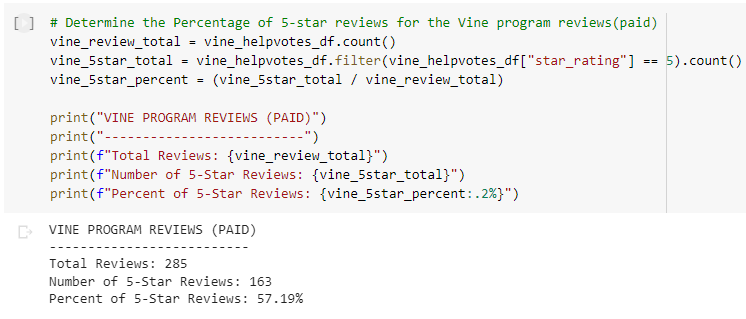 [ ] # Determine the Percentage of 5-star reviews for the Vine program reviews(paid)
vine_review_total = vine_helpvotes_df.count()
vine_5star_total = vine_helpvotes_df.filter(vine_helpvotes_df["star_rating"] == 5).count()
vine_5star_percent = (vine_5star_total / vine_review_total)
print("VINE PROGRAM REVIEWS (PAID)")
print("--------------------------")
print(f"Total Reviews: {vine_review_total}")
print(f"Number of 5-Star Reviews: {vine_5star_total}")
print(f"Percent of 5-Star Reviews: {vine_5star_percent:.2%}")
VINE PROGRAM REVIEWS (PAID)
--------------------------
Total Reviews: 285
Number of 5-Star Reviews: 163
Percent of 5-Star Reviews: 57.19%